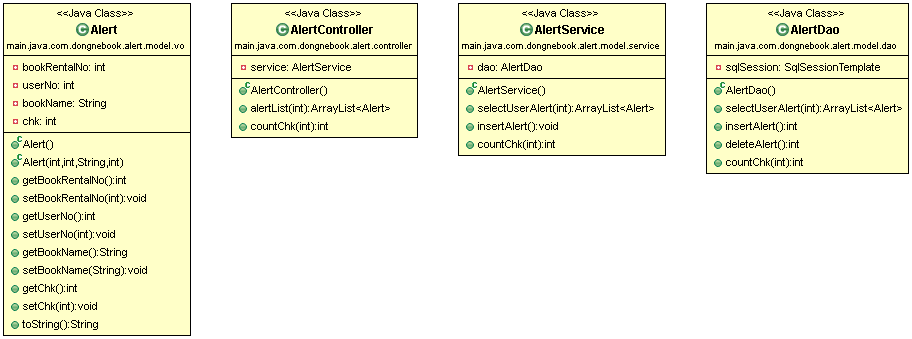 <<Java Class>>
Alert
main.java.com.dongnebook.alert.model.vo
bookRentalNo: int
userNo: int
bookName: String
chk: int
Alert()
Alert(int,int,String,int)
getBookRentalNo():int
setBookRentalNo(int):void
getUserNo():int
setUserNo(int):void
getBookName():String
setBookName(String):void
getChk():int
setChk(int):void
toString():String
<<Java Class>>
AlertController
main.java.com.dongnebook.alert.controller
service: AlertService
AlertController()
alertList(int):ArrayList<Alert>
countChk(int):int
<<Java Class>>
AlertService
main.java.com.dongnebook.alert.model.service
dao: AlertDao
AlertService()
selectUserAlert(int):ArrayList<Alert>
insertAlert():void
countChk(int):int
<<Java Class>>
AlertDao
main.java.com.dongnebook.alert.model.dao
sqlSession: SqlSessionTemplate
AlertDao()
selectUserAlert(int):ArrayList<Alert>
insertAlert():int
deleteAlert():int
countChk(int):int